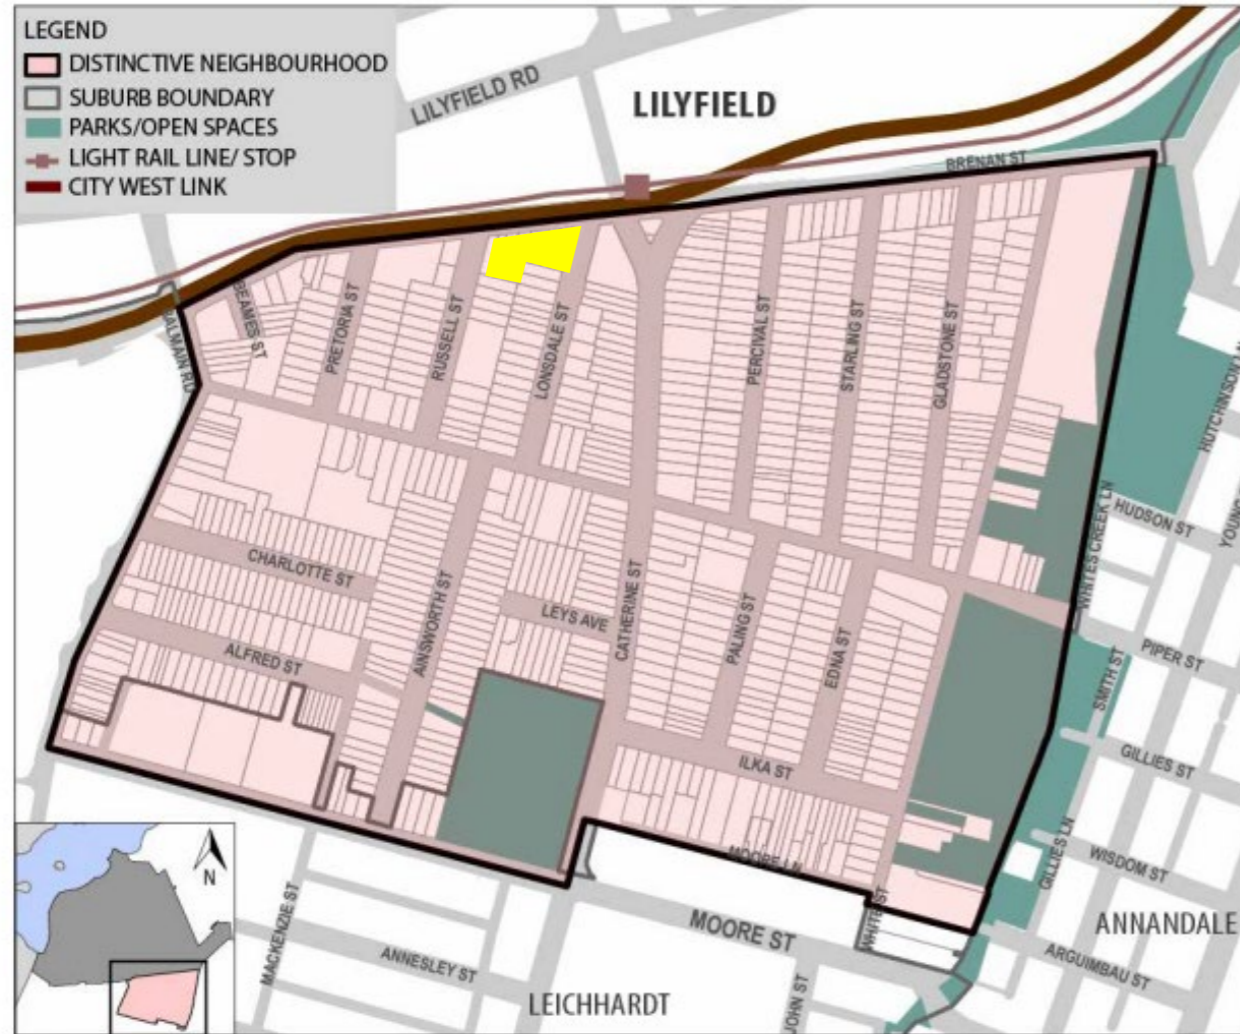 LEGEND
DISTINCTIVE NEIGHBOURHOOD
SUBURB BOUNDARY
PARKS/OPEN SPACES
LIGHT RAIL LINE/ STOP
CITY WEST LINK
LILYFIELD RD
LILYFIELD
BRENAN ST
BEAMES ST
PRETORIA ST
RUSSELL ST
LONSDALE ST
PERCIVAL ST
STARLING ST
GLADSTONE ST
HUTCHINSON LN
WHITES CREEK LN
HUDSON ST
CHARLOTTE ST
AINSWORTH ST
LEYS AVE
CATHERINE ST
PALING ST
EDNA ST
PIPER ST
SMITH ST
ALFRED ST
ILKA ST
GILLIES ST
GILLIES LN
WISDOM ST
MOORE LN
WHITE ST
MOORE ST
ANNANDALE
ARGUIMBAU ST
MACKENZIE ST
ANNESLEY ST
LEICHHARDT
JOHN ST
N